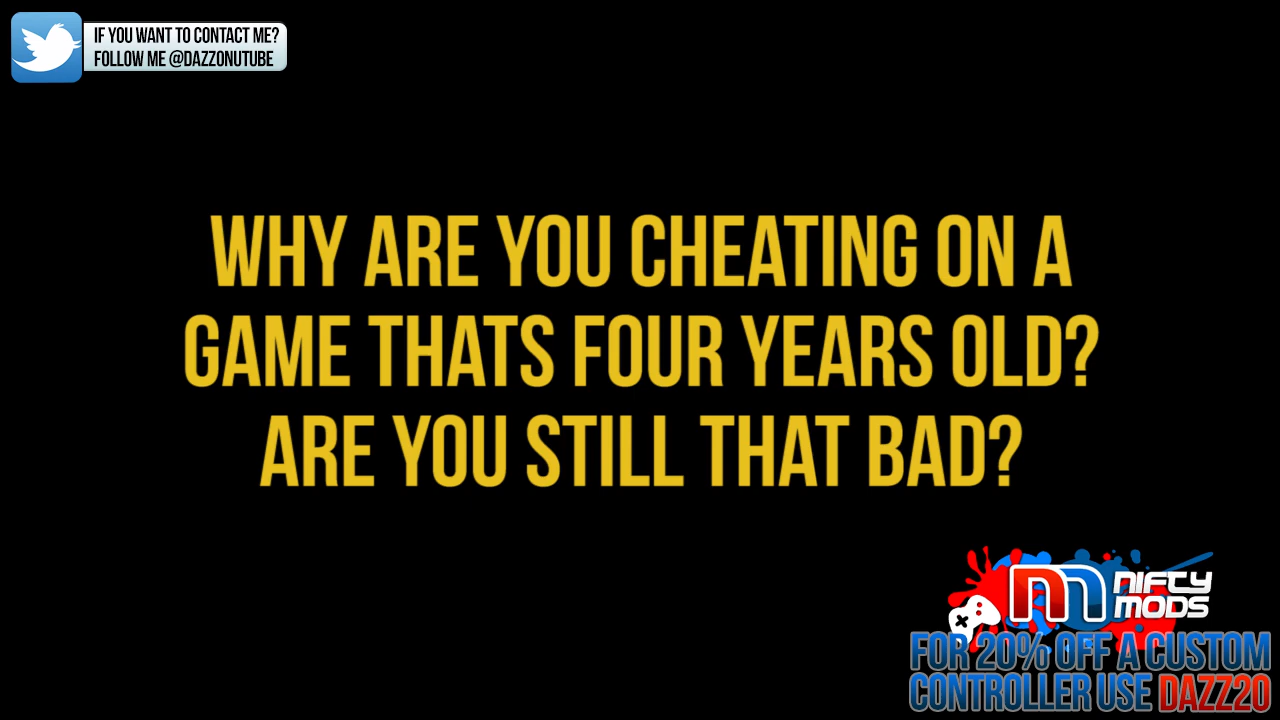 IF YOU WANT TO CONTACT ME?
FOLLOW ME @DAZZONUTUBE
WHY ARE YOU CHEATING ON A
GAME THATS FOUR YEARS OLD?
ARE YOU STILL THAT BAD?
NIFTY
MODS
FOR 20% OFF A CUSTOM
CONTROLLER USE DAZZ20